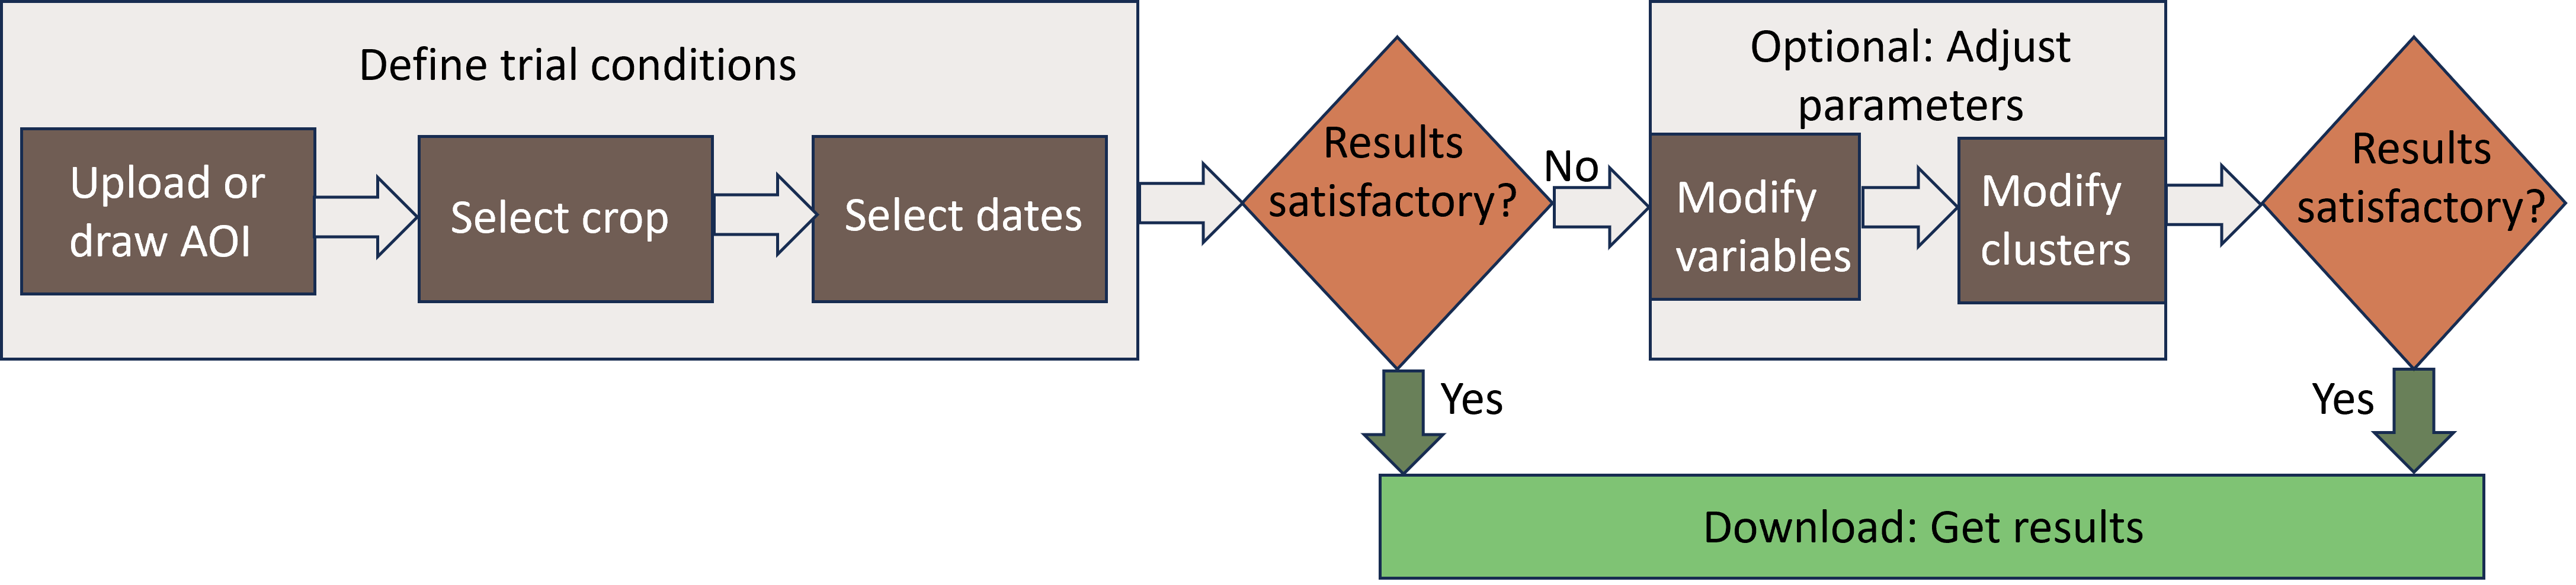 Define trial conditions
Upload or
draw AOI
Select crop
Select dates
Results
satisfactory?
No
Yes
Optional: Adjust
parameters
Modify
variables
Modify
clusters
Results
satisfactory?
Yes
Download: Get results